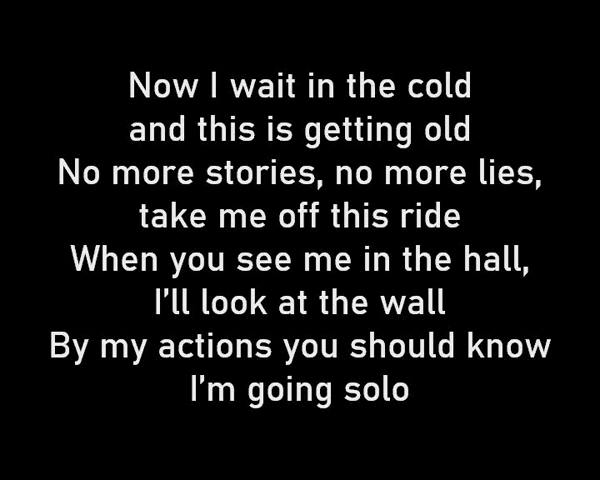 Now I wait in the cold
and this is getting old
No more stories, no more lies,
take me off this ride
When you see me in the hall,
I'll look at the wall
By my actions you should know
I'm going solo